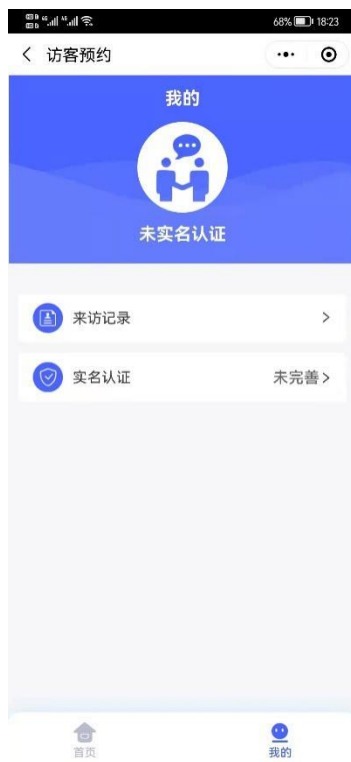 68% 18:23
访客预约
我的
未实名认证
来访记录
实名认证 未完善
首页
我的